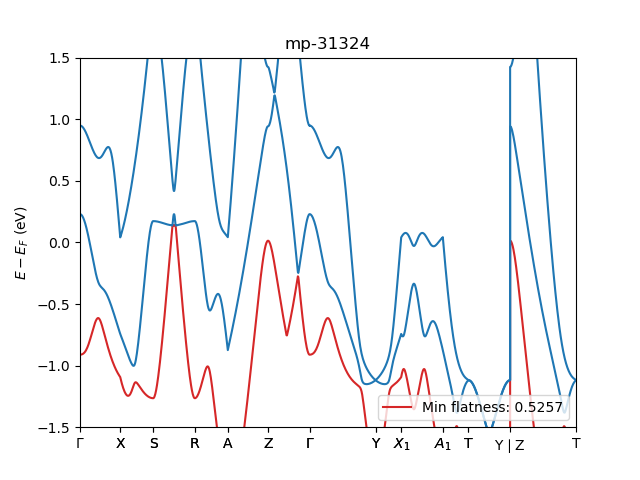 mp-31324
E − E_F (eV)
1.5
1.0
0.5
0.0
−0.5
−1.0
−1.5
Min flatness: 0.5257
Γ X S R A Z Γ Y X₁ A₁ T Y | Z T